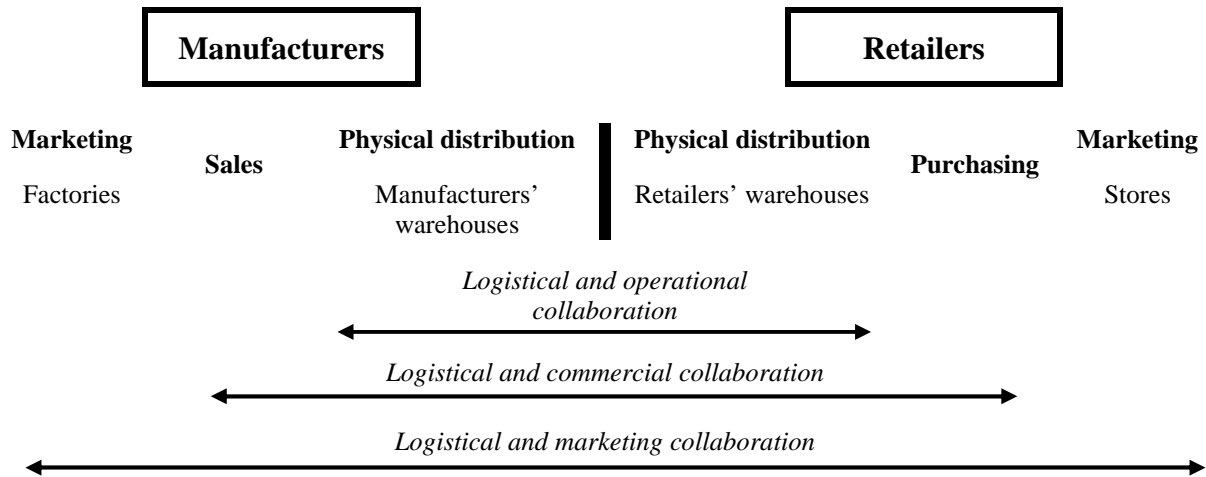 Manufacturers
Retailers
Marketing
Factories
Sales
Physical distribution
Manufacturers’
warehouses
Physical distribution
Retailers’ warehouses
Purchasing
Marketing
Stores
Logistical and operational
collaboration
Logistical and commercial collaboration
Logistical and marketing collaboration